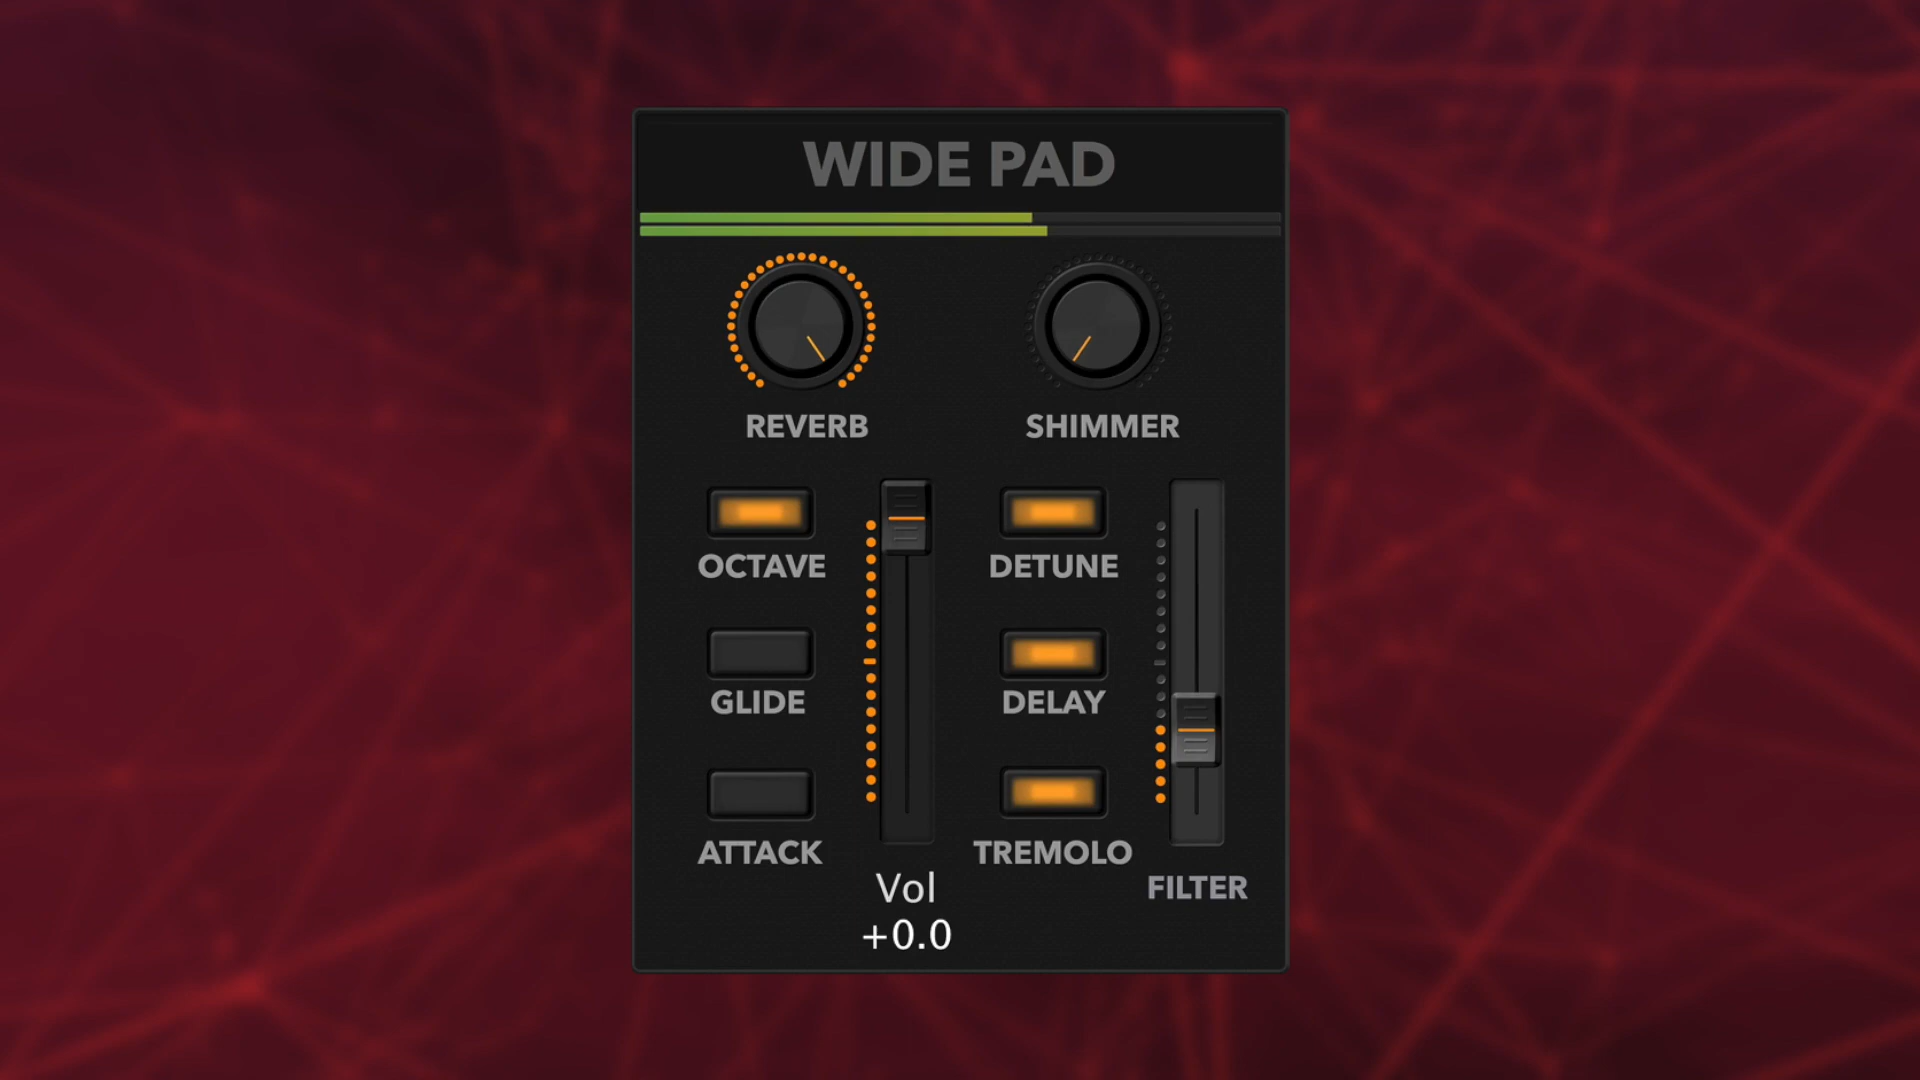 WIDE PAD
REVERB
SHIMMER
OCTAVE
DETUNE
GLIDE
DELAY
ATTACK
TREMOLO
Vol
FILTER
+0.0